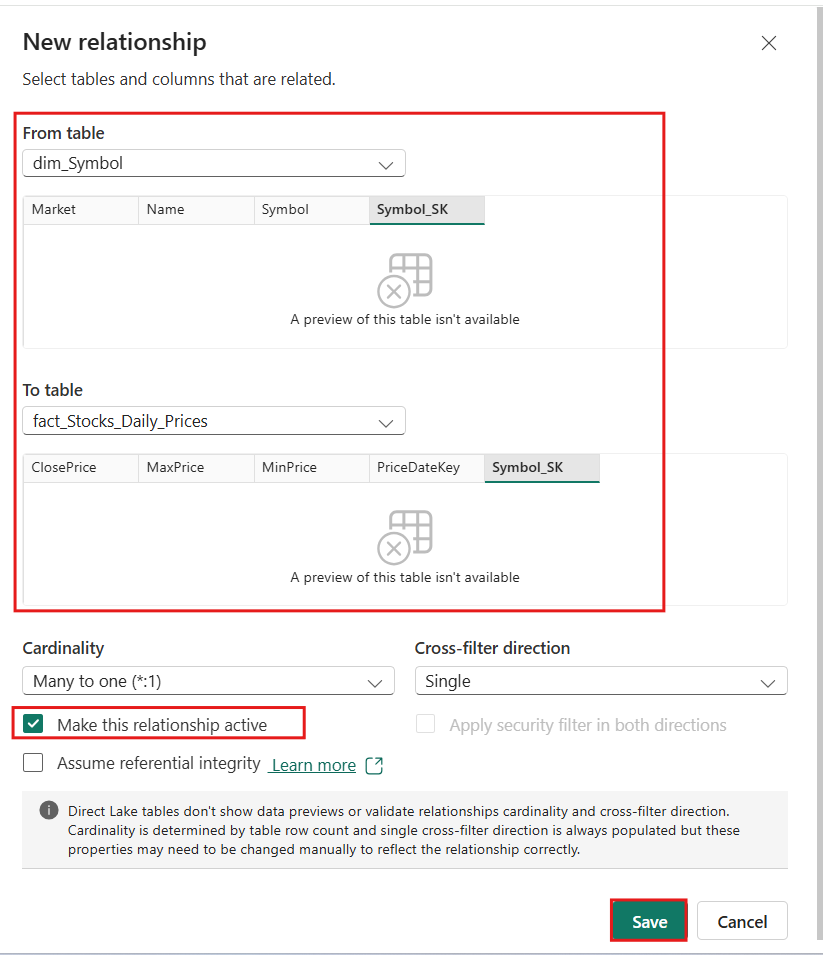 New relationship
Select tables and columns that are related.
From table
dim_Symbol
Market Name Symbol Symbol_SK
A preview of this table isn't available
To table
fact_Stocks_Daily_Prices
ClosePrice MaxPrice MinPrice PriceDateKey Symbol_SK
A preview of this table isn't available
Cardinality Cross-filter direction
Many to one (*:1) Single
Make this relationship active Apply security filter in both directions
Assume referential integrity Learn more
Direct Lake tables don't show data previews or validate relationships cardinality and cross-filter direction.
Cardinality is determined by table row count and single cross-filter direction is always populated but these
properties may need to be changed manually to reflect the relationship correctly.
Save Cancel